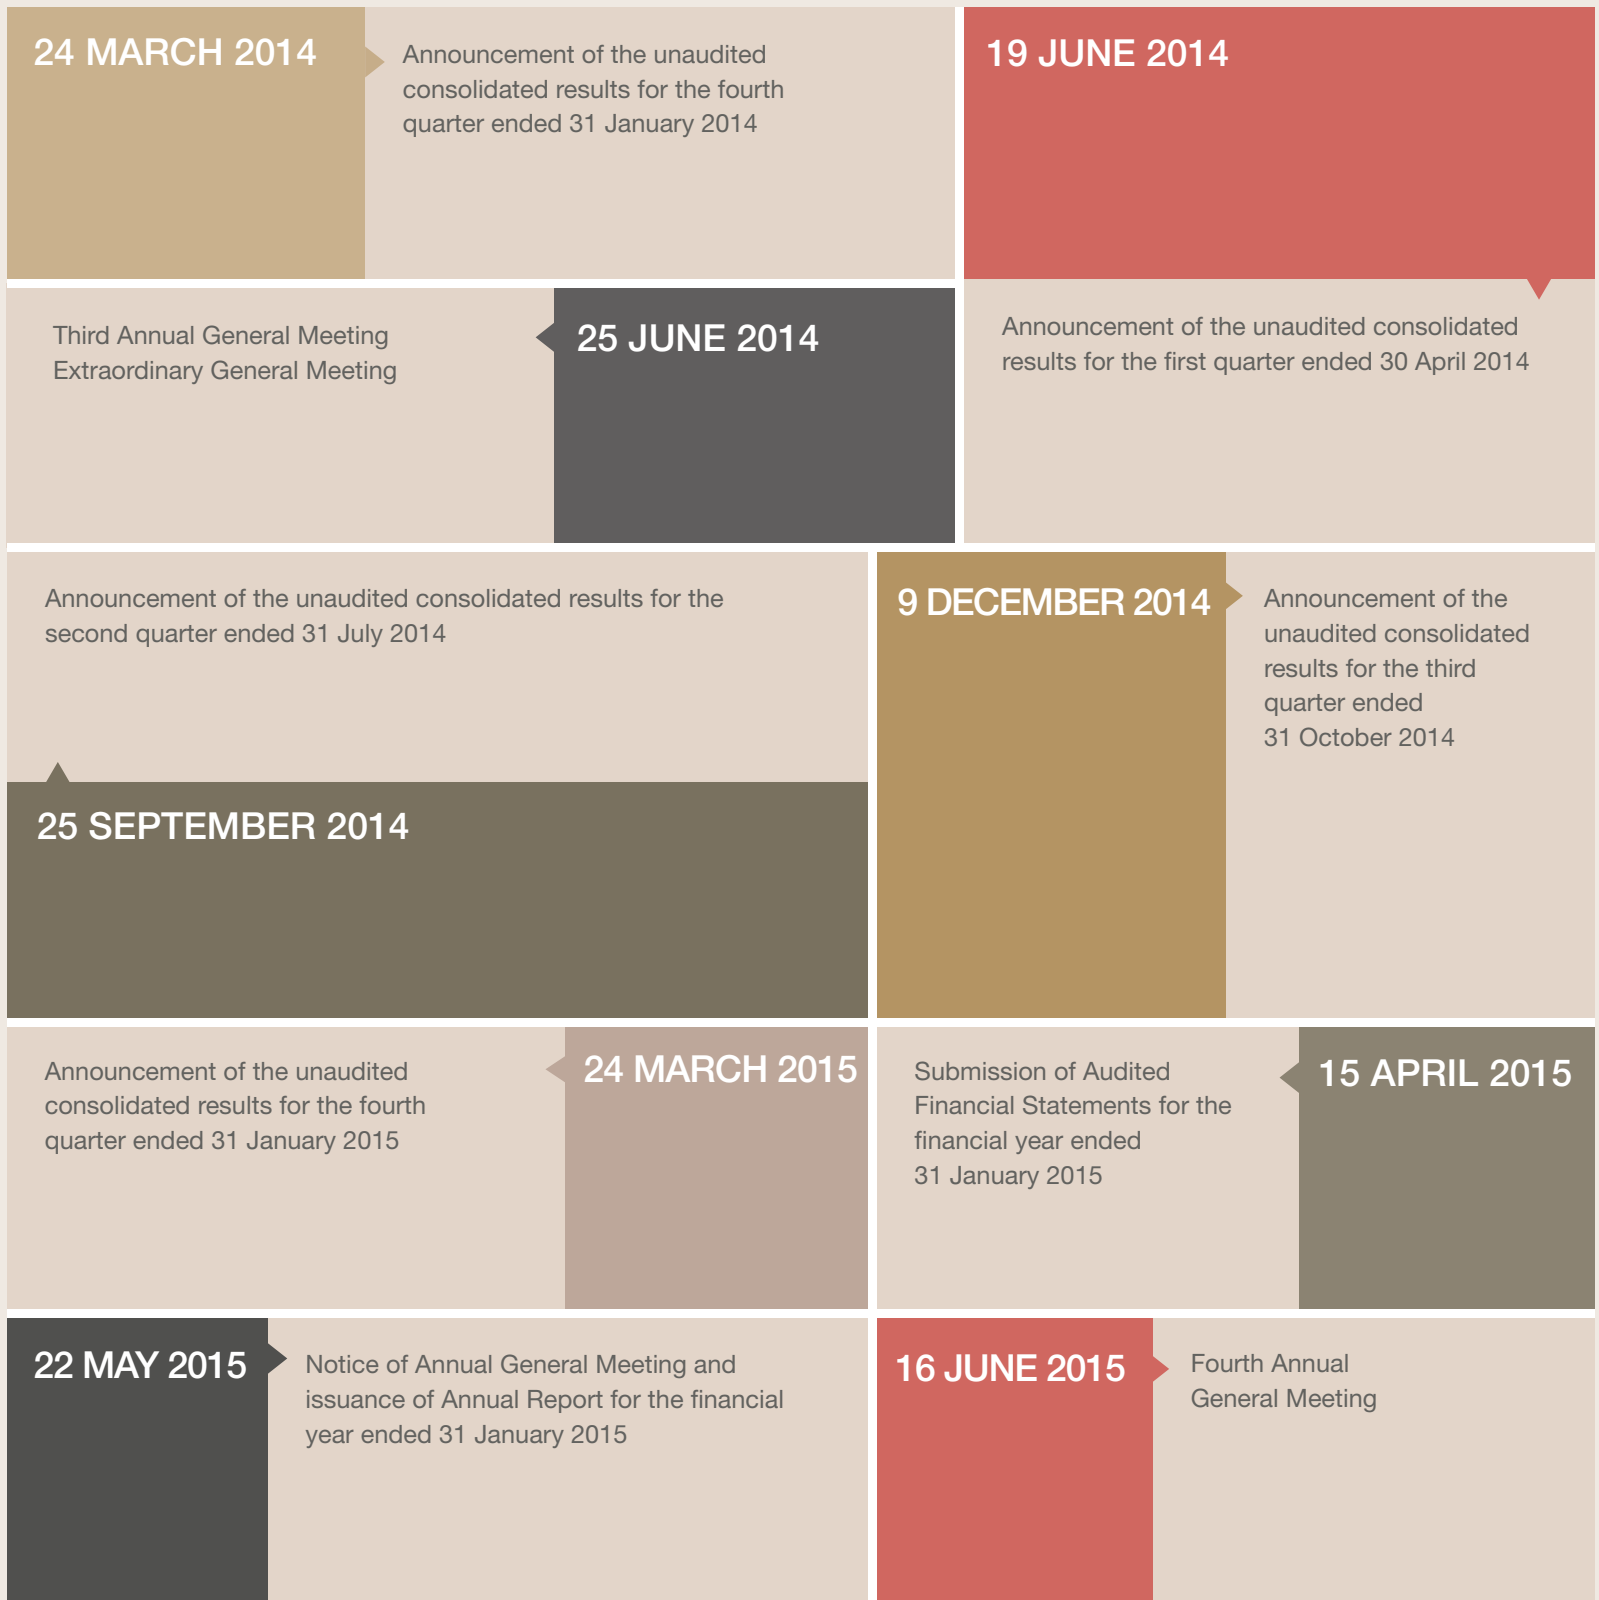 24 MARCH 2014
Announcement of the unaudited
consolidated results for the fourth
quarter ended 31 January 2014
19 JUNE 2014
Announcement of the unaudited consolidated
results for the first quarter ended 30 April 2014
Third Annual General Meeting
Extraordinary General Meeting
25 JUNE 2014
Announcement of the unaudited consolidated results for the
second quarter ended 31 July 2014
25 SEPTEMBER 2014
9 DECEMBER 2014
Announcement of the
unaudited consolidated
results for the third
quarter ended
31 October 2014
Announcement of the unaudited
consolidated results for the fourth
quarter ended 31 January 2015
24 MARCH 2015
Submission of Audited
Financial Statements for the
financial year ended
31 January 2015
15 APRIL 2015
22 MAY 2015
Notice of Annual General Meeting and
issuance of Annual Report for the financial
year ended 31 January 2015
16 JUNE 2015
Fourth Annual
General Meeting